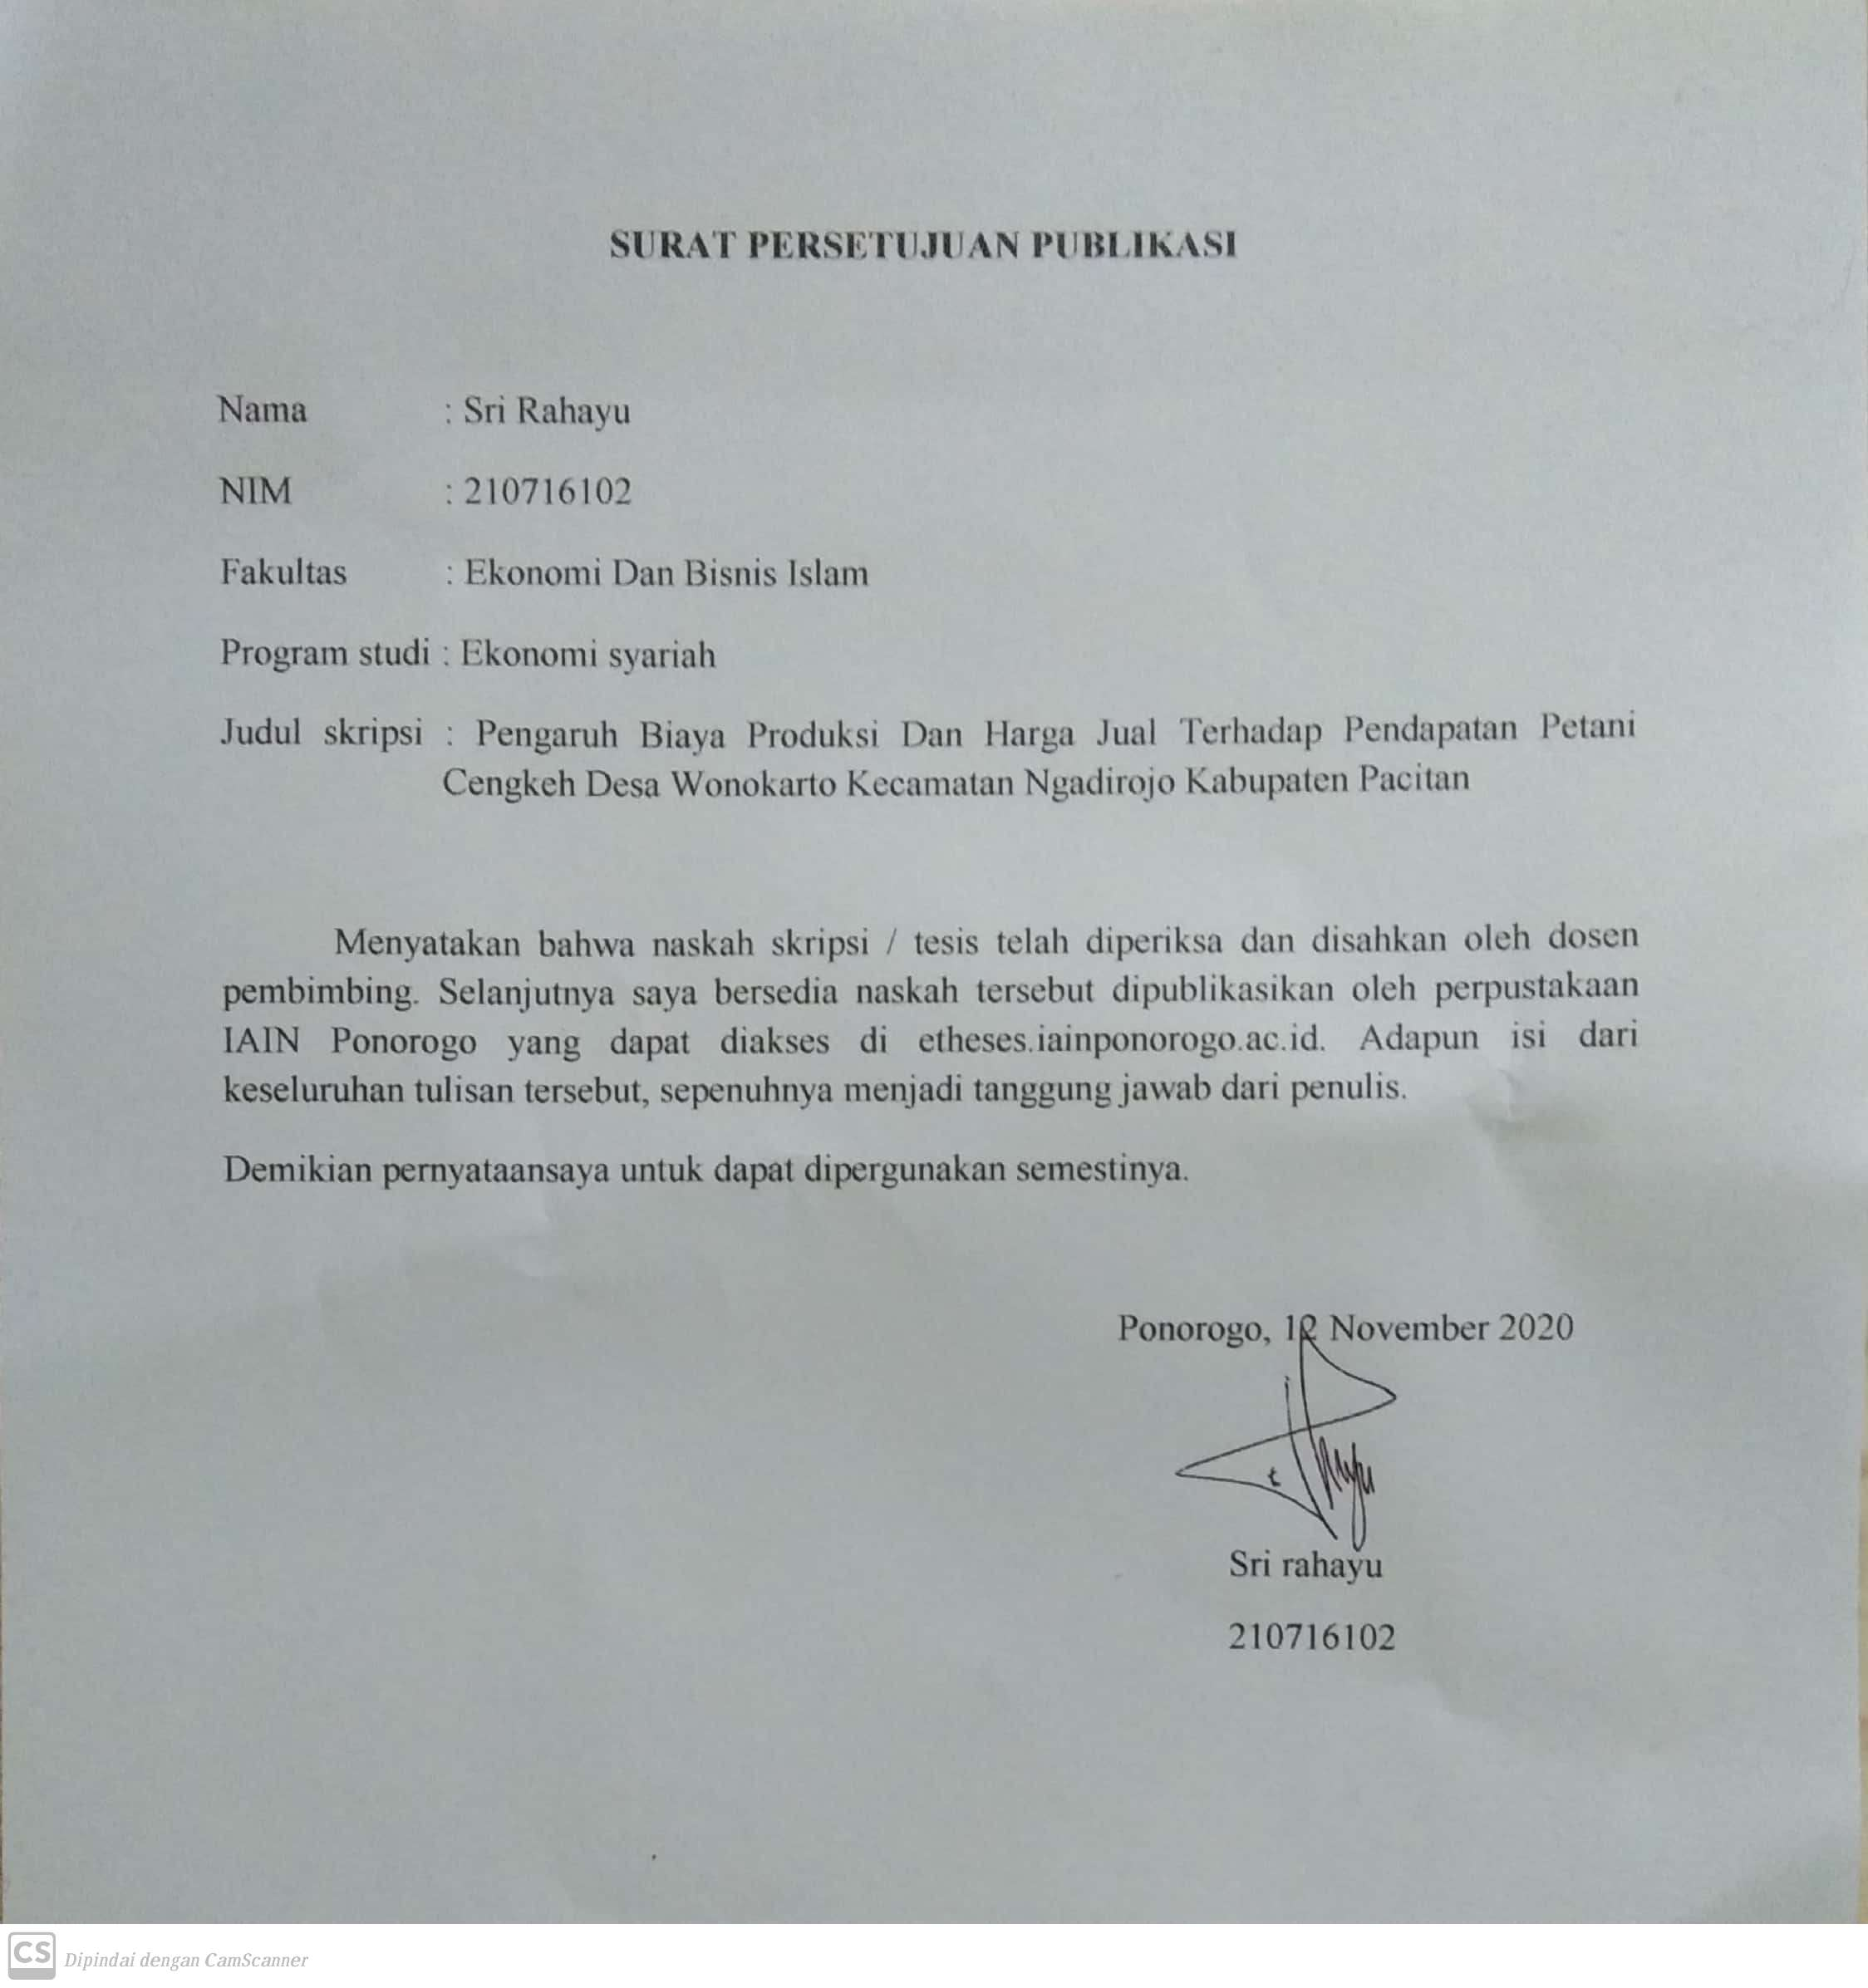 SURAT PERSETUJUAN PUBLIKASI
Nama : Sri Rahayu
NIM : 210716102
Fakultas : Ekonomi Dan Bisnis Islam
Program studi : Ekonomi syariah
Judul skripsi : Pengaruh Biaya Produksi Dan Harga Jual Terhadap Pendapatan Petani
Cengkeh Desa Wonokarto Kecamatan Ngadirojo Kabupaten Pacitan
Menyatakan bahwa naskah skripsi / tesis telah diperiksa dan disahkan oleh dosen
pembimbing. Selanjutnya saya bersedia naskah tersebut dipublikasikan oleh perpustakaan
IAIN Ponorogo yang dapat diakses di etheses.iainponorogo.ac.id. Adapun isi dari
keseluruhan tulisan tersebut, sepenuhnya menjadi tanggung jawab dari penulis.
Demikian pernyataansaya untuk dapat dipergunakan semestinya.
Ponorogo, November 2020
Sri rahayu
210716102
CS Dipindai dengan CamScanner